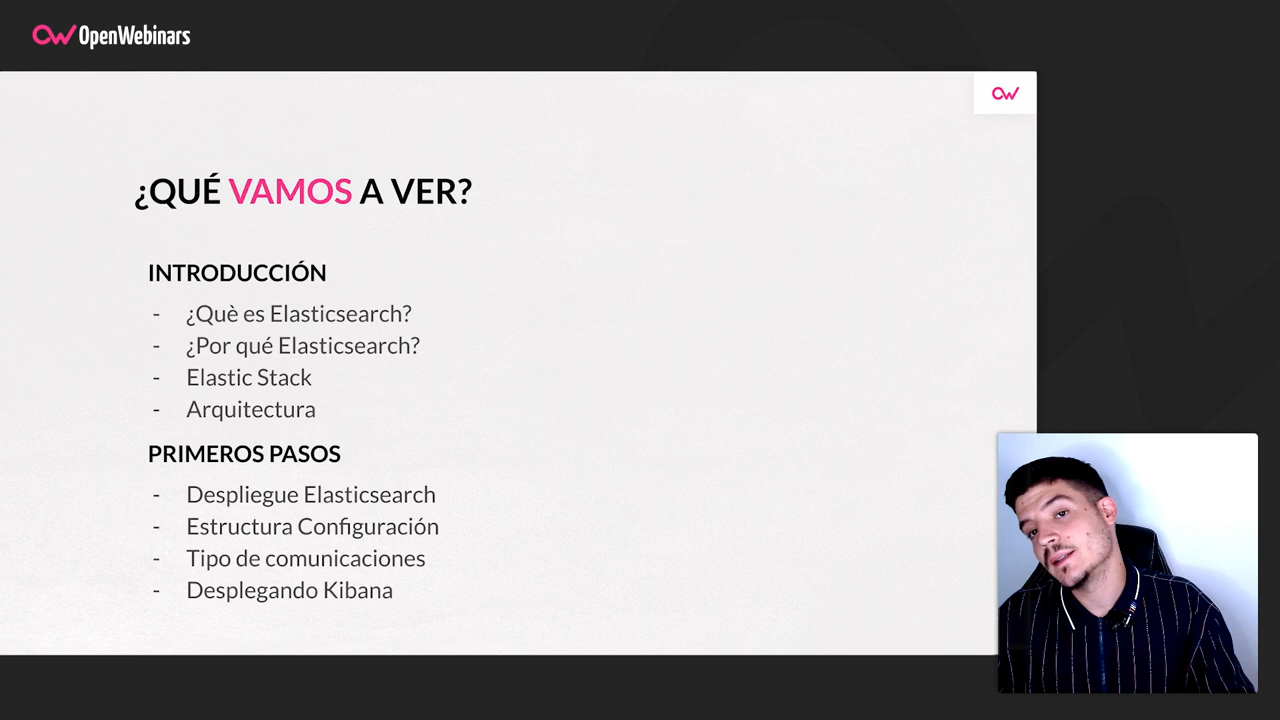 OpenWebinars
¿QUÉ VAMOS A VER?
INTRODUCCIÓN
- ¿Què es Elasticsearch?
- ¿Por qué Elasticsearch?
- Elastic Stack
- Arquitectura
PRIMEROS PASOS
- Despliegue Elasticsearch
- Estructura Configuración
- Tipo de comunicaciones
- Desplegando Kibana